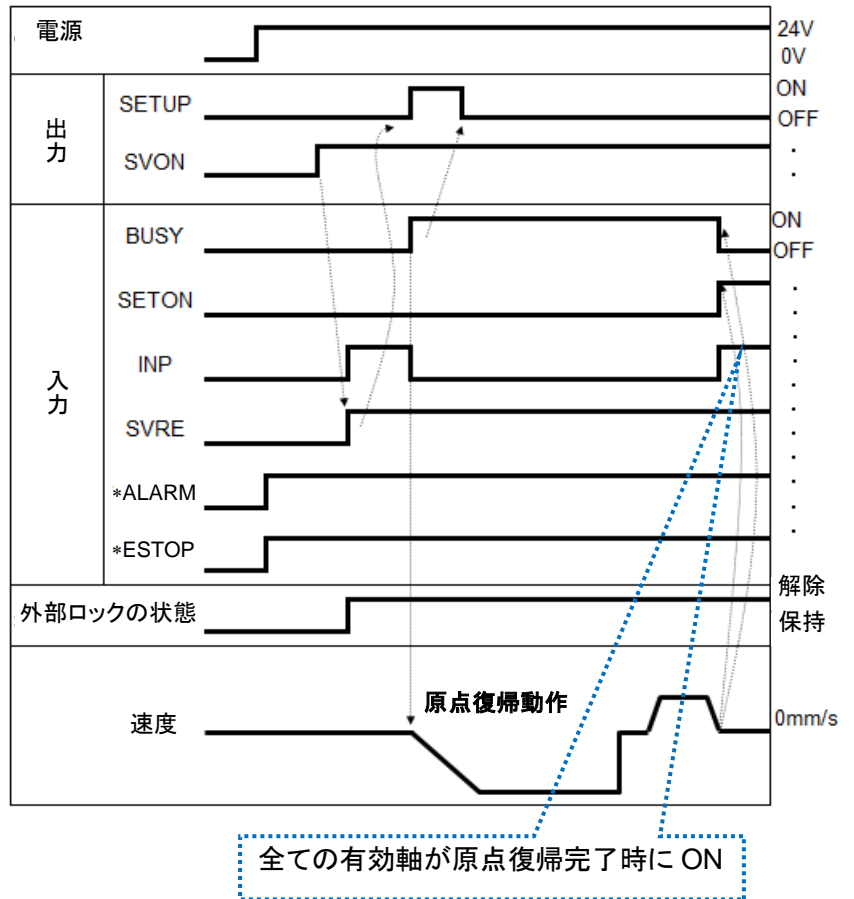 電源
24V
0V
出力
SETUP
ON
OFF
SVON
入力
BUSY
ON
OFF
SETON
INP
SVRE
*ALARM
*ESTOP
外部ロックの状態
解除
保持
速度
原点復帰動作
0mm/s
全ての有効軸が原点復帰完了時に ON